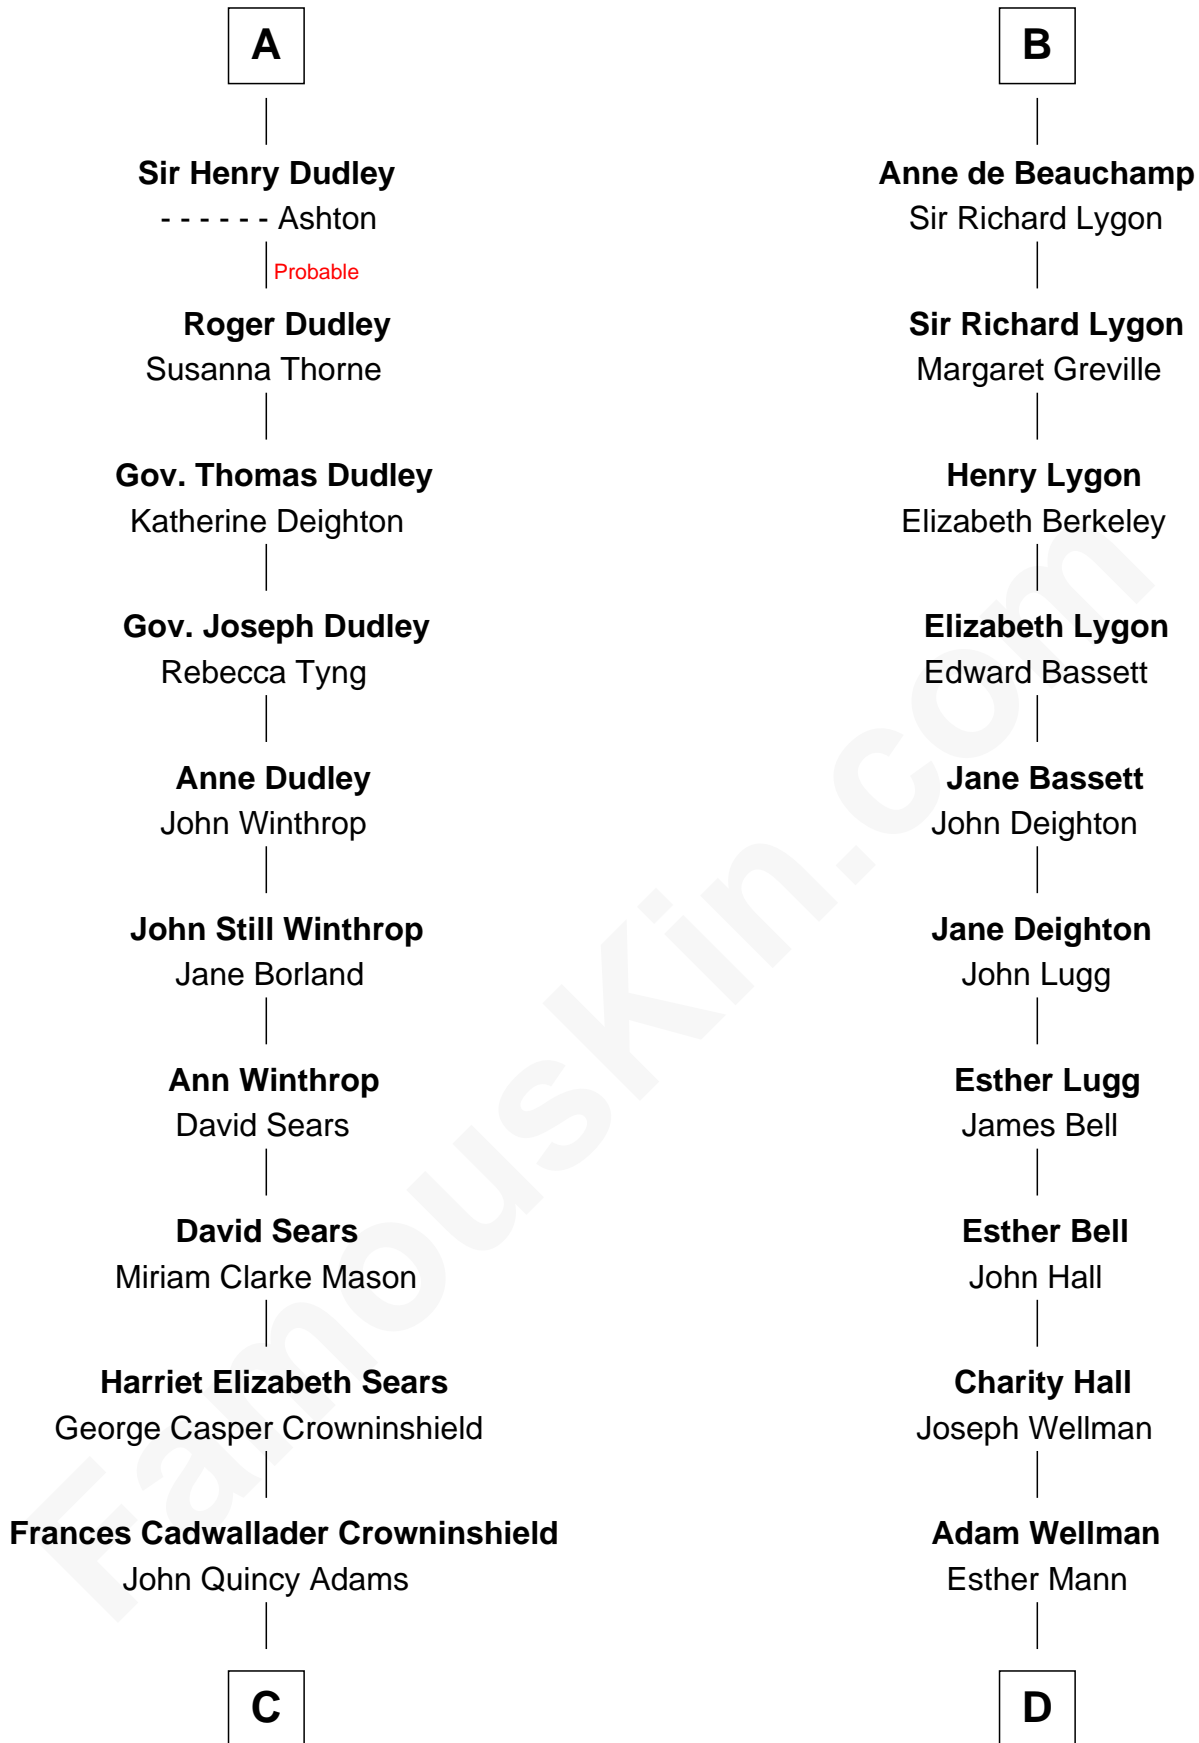 A
Sir Henry Dudley
- - - - - - Ashton
Probable
Roger Dudley
Susanna Thorne
Gov. Thomas Dudley
Katherine Deighton
Gov. Joseph Dudley
Rebecca Tyng
Anne Dudley
John Winthrop
John Still Winthrop
Jane Borland
Ann Winthrop
David Sears
David Sears
Miriam Clarke Mason
Harriet Elizabeth Sears
George Casper Crowninshield
Frances Cadwallader Crowninshield
John Quincy Adams
C
B
Anne de Beauchamp
Sir Richard Lygon
Sir Richard Lygon
Margaret Greville
Henry Lygon
Elizabeth Berkeley
Elizabeth Lygon
Edward Bassett
Jane Bassett
John Deighton
Jane Deighton
John Lugg
Esther Lugg
James Bell
Esther Bell
John Hall
Charity Hall
Joseph Wellman
Adam Wellman
Esther Mann
D
FamousKin.com